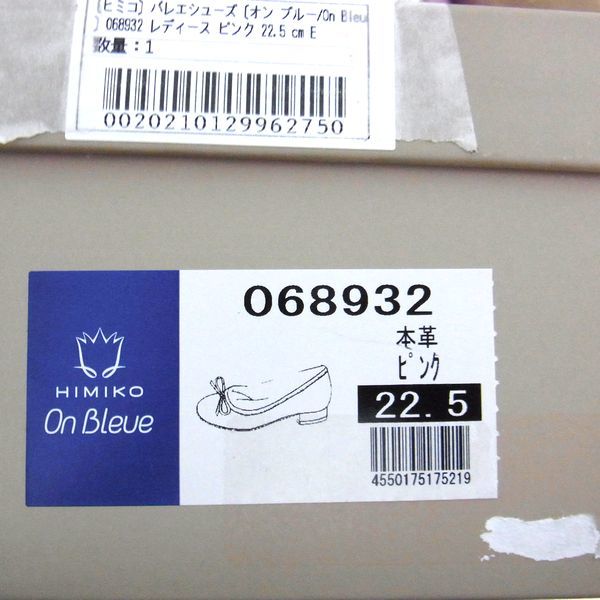 [ヒミコ] バレエシューズ [オン ブルー/On Bleu
] 068932 レディース ピンク 22.5 cm E
数量：1
0020210129962750
068932
本革
ピンク
22.5
4550175175219
HIMIKO
On Bleue